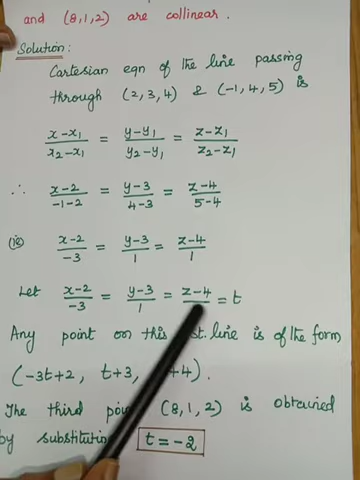 and (8,1,2) are collinear.
Solution:
Cartesian eqn of the line passing
through (2,3,4) & (-1,4,5) is
x-x₁/x₂-x₁ = y-y₁/y₂-y₁ = z-z₁/z₂-z₁
∴ x-2/-1-2 = y-3/4-3 = z-4/5-4
(ie) x-2/-3 = y-3/1 = z-4/1
Let x-2/-3 = y-3/1 = z-4 = t
Any point on this st. line is of the form
(-3t+2, t+3, +4).
The third (8,1,2) is obtained
by t = -2